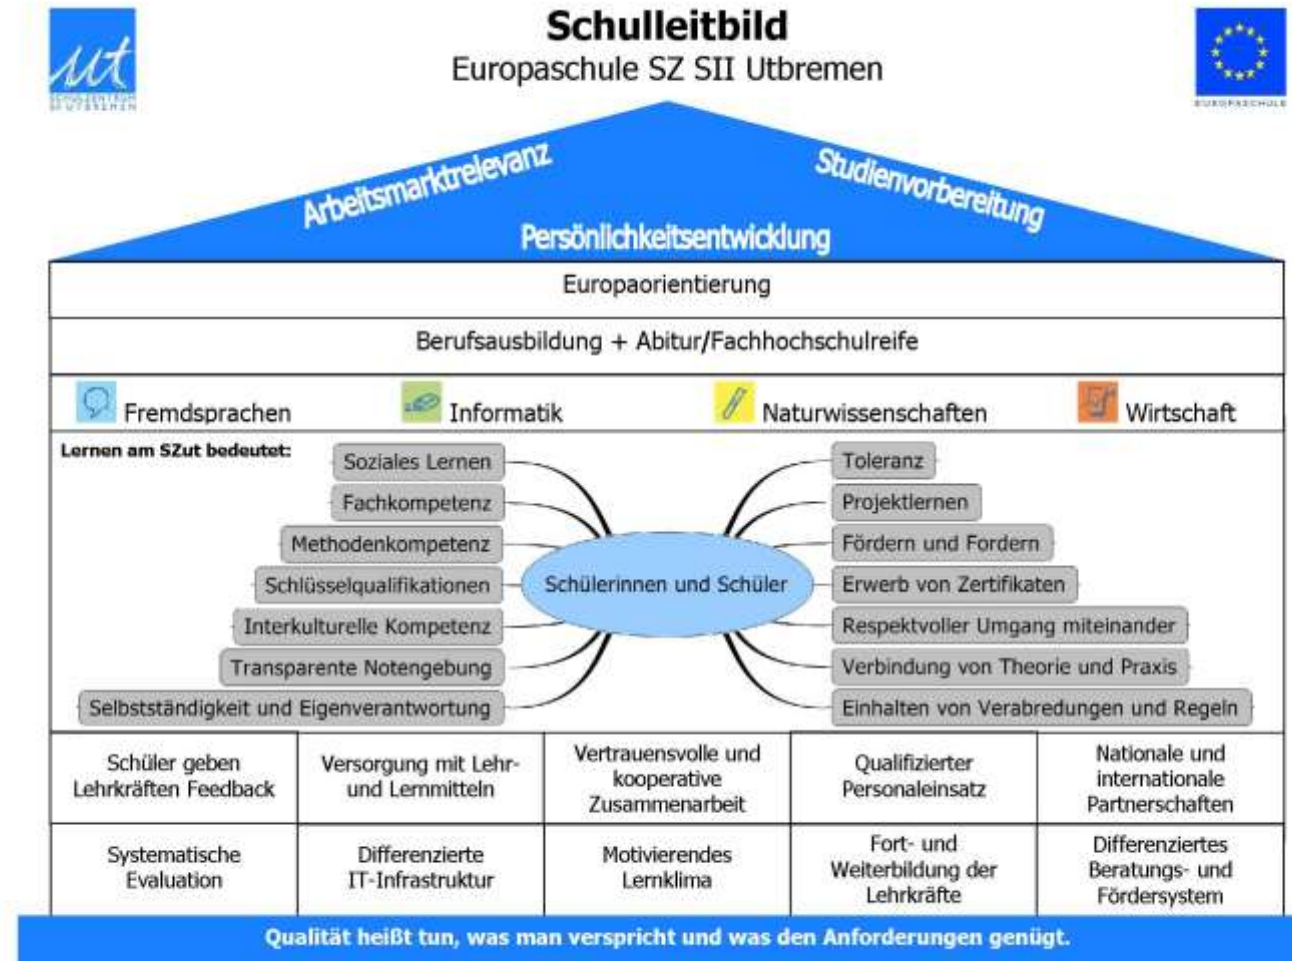 Schulleitbild
Europaschule SZ SII Utbremen
ut
SCHULZENTRUM
SII UTBREMEN
EUROPASCHULE
Arbeitsmarktrelevanz
Studienvorbereitung
Persönlichkeitsentwicklung
Europaorientierung
Berufsausbildung + Abitur/Fachhochschulreife
Fremdsprachen
Informatik
Naturwissenschaften
Wirtschaft
Lernen am SZut bedeutet:
Soziales Lernen
Fachkompetenz
Methodenkompetenz
Schlüsselqualifikationen
Interkulturelle Kompetenz
Transparente Notengebung
Selbstständigkeit und Eigenverantwortung
Schülerinnen und Schüler
Toleranz
Projektlernen
Fördern und Fordern
Erwerb von Zertifikaten
Respektvoller Umgang miteinander
Verbindung von Theorie und Praxis
Einhalten von Verabredungen und Regeln
Schüler geben
Lehrkräften Feedback
Versorgung mit Lehr-
und Lernmitteln
Vertrauensvolle und
kooperative
Zusammenarbeit
Qualifizierter
Personaleinsatz
Nationale und
internationale
Partnerschaften
Systematische
Evaluation
Differenzierte
IT-Infrastruktur
Motivierendes
Lernklima
Fort- und
Weiterbildung der
Lehrkräfte
Differenziertes
Beratungs- und
Fördersystem
Qualität heißt tun, was man verspricht und was den Anforderungen genügt.